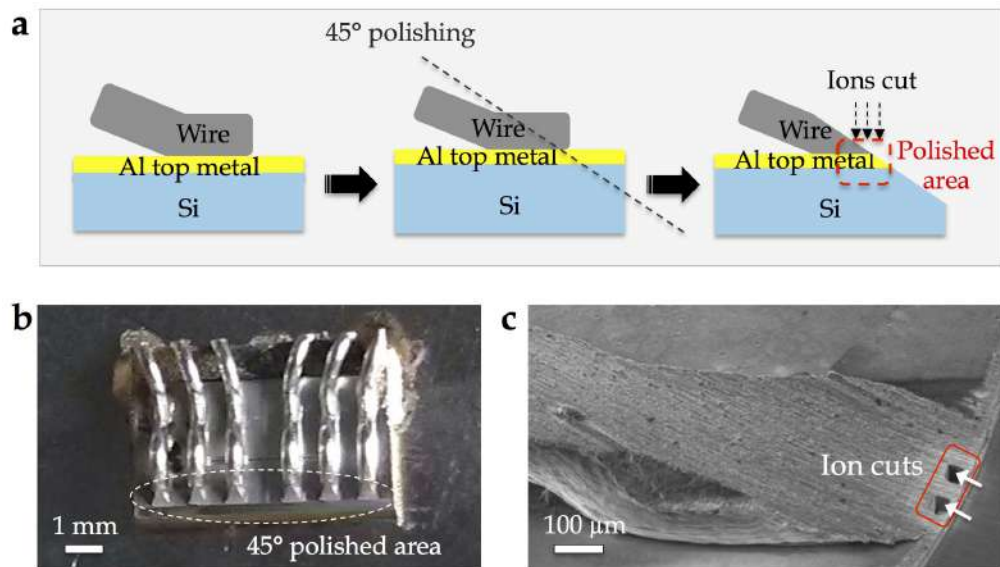 a
45° polishing
Ions cut
Wire
Wire
Wire
Al top metal
Al top metal
Al top metal
Polished
area
Si
Si
Si
b
c
Ion cuts
1 mm
45° polished area
100 μm